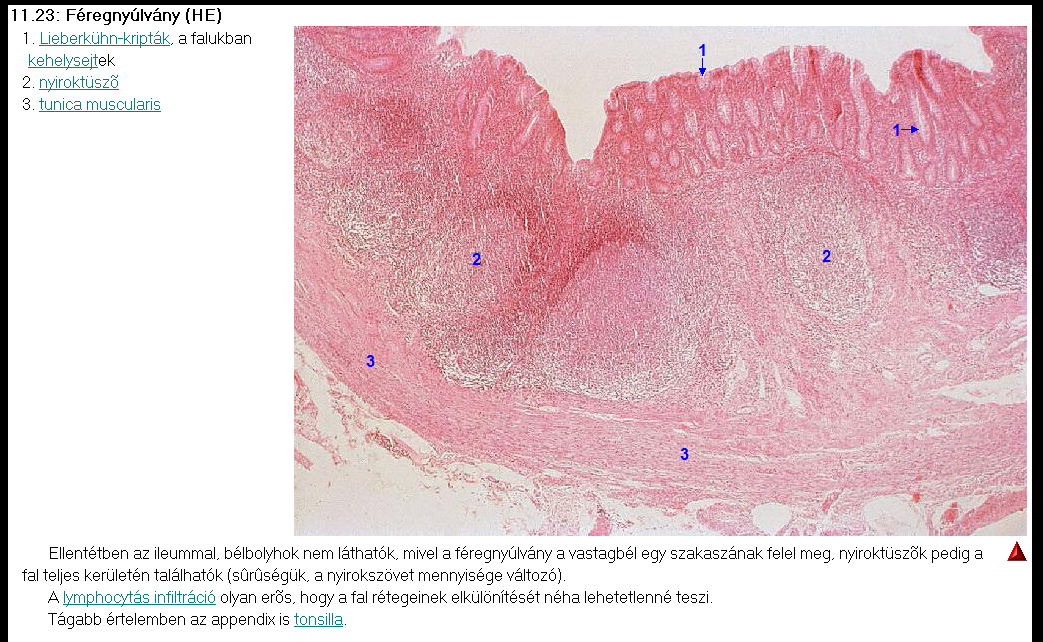 11.23: Féregnyúlvány (HE)
1. Lieberkühn-kripták, a falukban
kehelysejtek
2. nyiroktüszõ
3. tunica muscularis
1
1
2
2
3
3
Ellentétben az ileummal, bélbolyhok nem láthatók, mivel a féregnyúlvány a vastagbél egy szakaszának felel meg, nyiroktüszõk pedig a
fal teljes kerületén találhatók (sûrûségük, a nyirokszövet mennyisége változó).
A lymphocytás infiltráció olyan erõs, hogy a fal rétegeinek elkülönítését néha lehetetlenné teszi.
Tágabb értelemben az appendix is tonsilla.